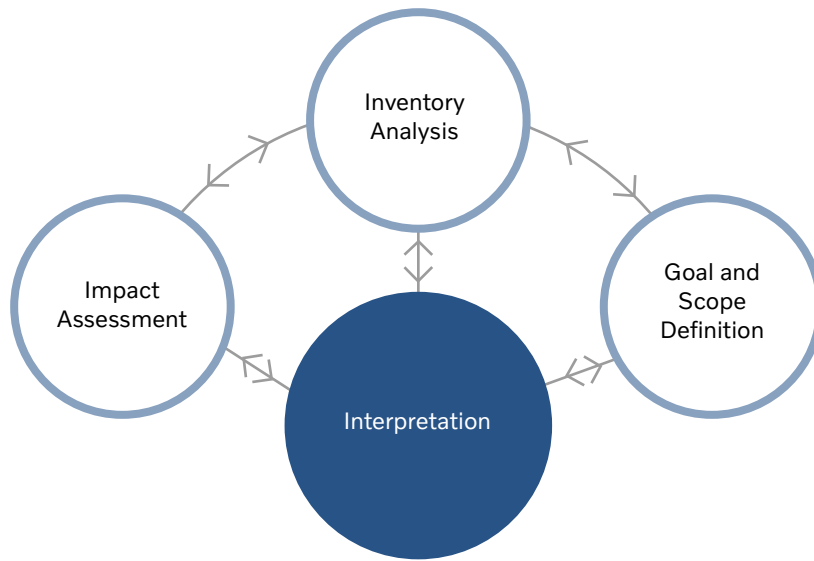 Inventory
Analysis
Impact
Assessment
Goal and
Scope
Definition
Interpretation